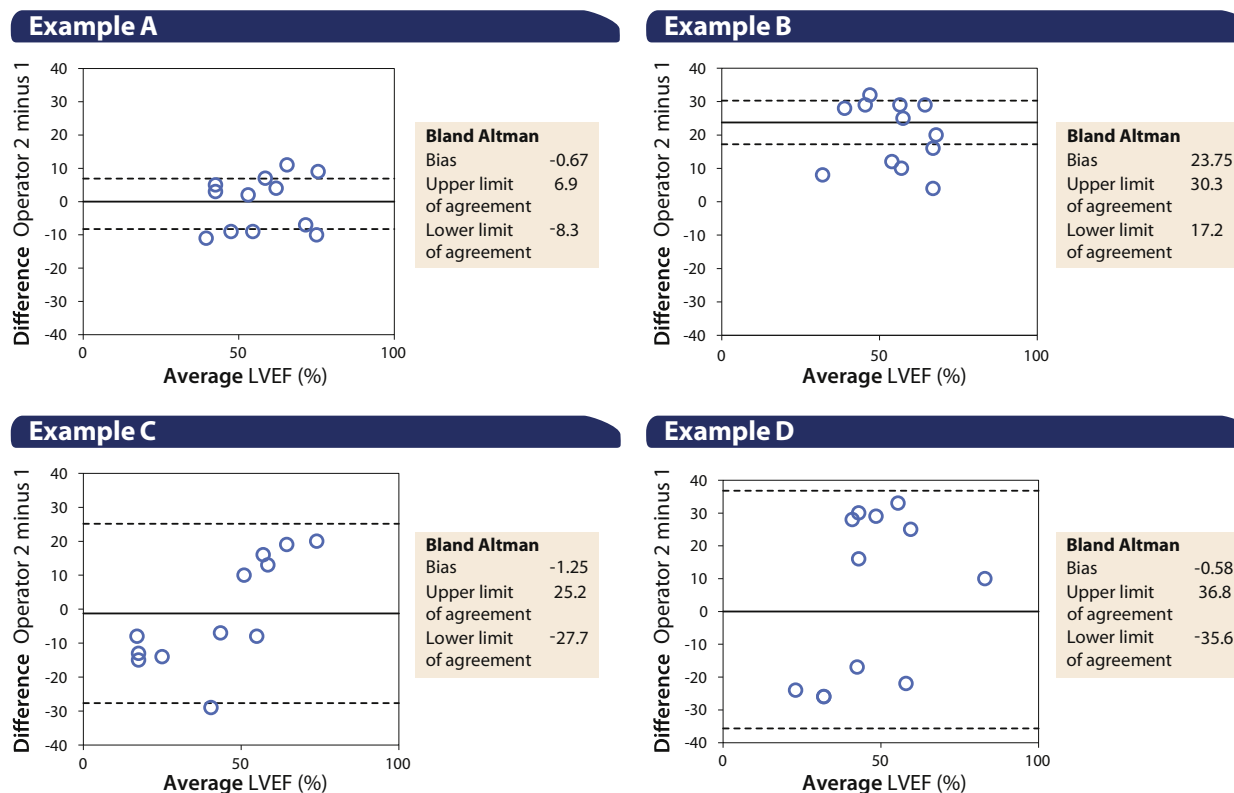 Example A
Difference Operator 2 minus 1
40
30
20
10
0
-10
-20
-30
-40
0
50
100
Average LVEF (%)
Bland Altman
Bias -0.67
Upper limit 6.9
of agreement
Lower limit -8.3
of agreement
Example B
Difference Operator 2 minus 1
40
30
20
10
0
-10
-20
-30
-40
0
50
100
Average LVEF (%)
Bland Altman
Bias 23.75
Upper limit 30.3
of agreement
Lower limit 17.2
of agreement
Example C
Difference Operator 2 minus 1
40
30
20
10
0
-10
-20
-30
-40
0
50
100
Average LVEF (%)
Bland Altman
Bias -1.25
Upper limit 25.2
of agreement
Lower limit -27.7
of agreement
Example D
Difference Operator 2 minus 1
40
30
20
10
0
-10
-20
-30
-40
0
50
100
Average LVEF (%)
Bland Altman
Bias -0.58
Upper limit 36.8
of agreement
Lower limit -35.6
of agreement